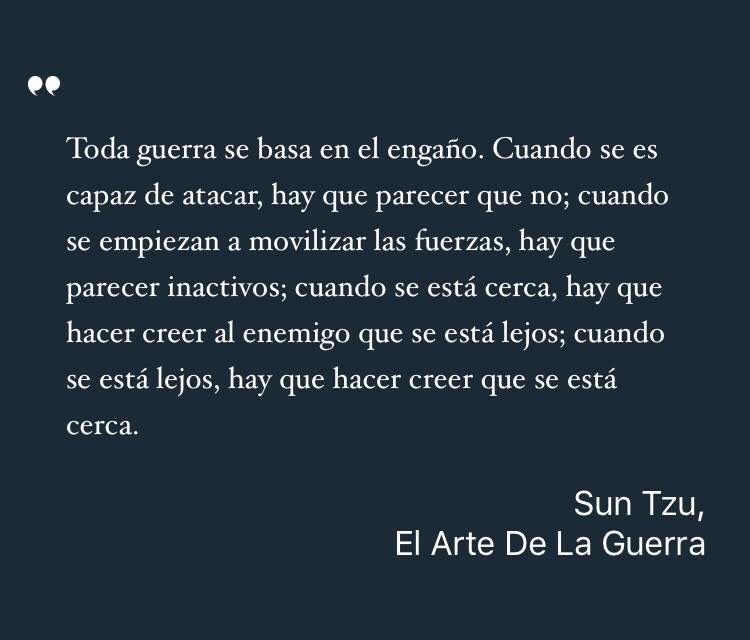 ”
Toda guerra se basa en el engaño. Cuando se es
capaz de atacar, hay que parecer que no; cuando
se empiezan a movilizar las fuerzas, hay que
parecer inactivos; cuando se está cerca, hay que
hacer creer al enemigo que se está lejos; cuando
se está lejos, hay que hacer creer que se está
cerca.
Sun Tzu,
El Arte De La Guerra